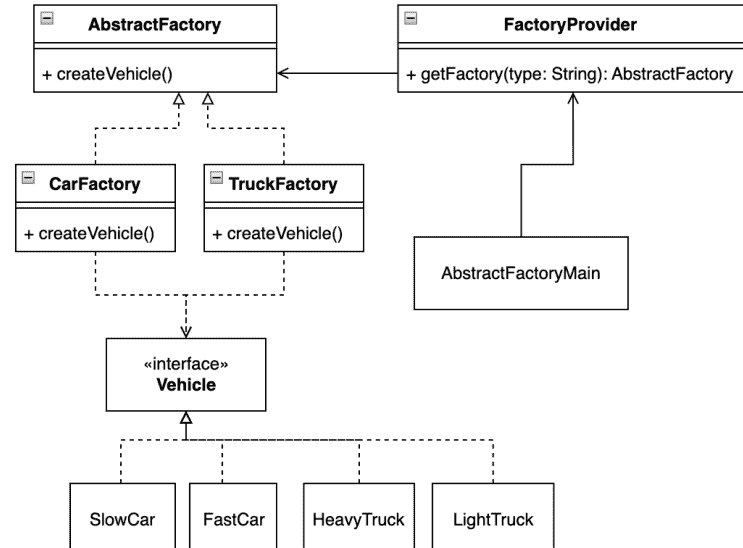 AbstractFactory
+ createVehicle()
FactoryProvider
+ getFactory(type: String): AbstractFactory
CarFactory
+ createVehicle()
TruckFactory
+ createVehicle()
AbstractFactoryMain
«interface»
Vehicle
SlowCar
FastCar
HeavyTruck
LightTruck